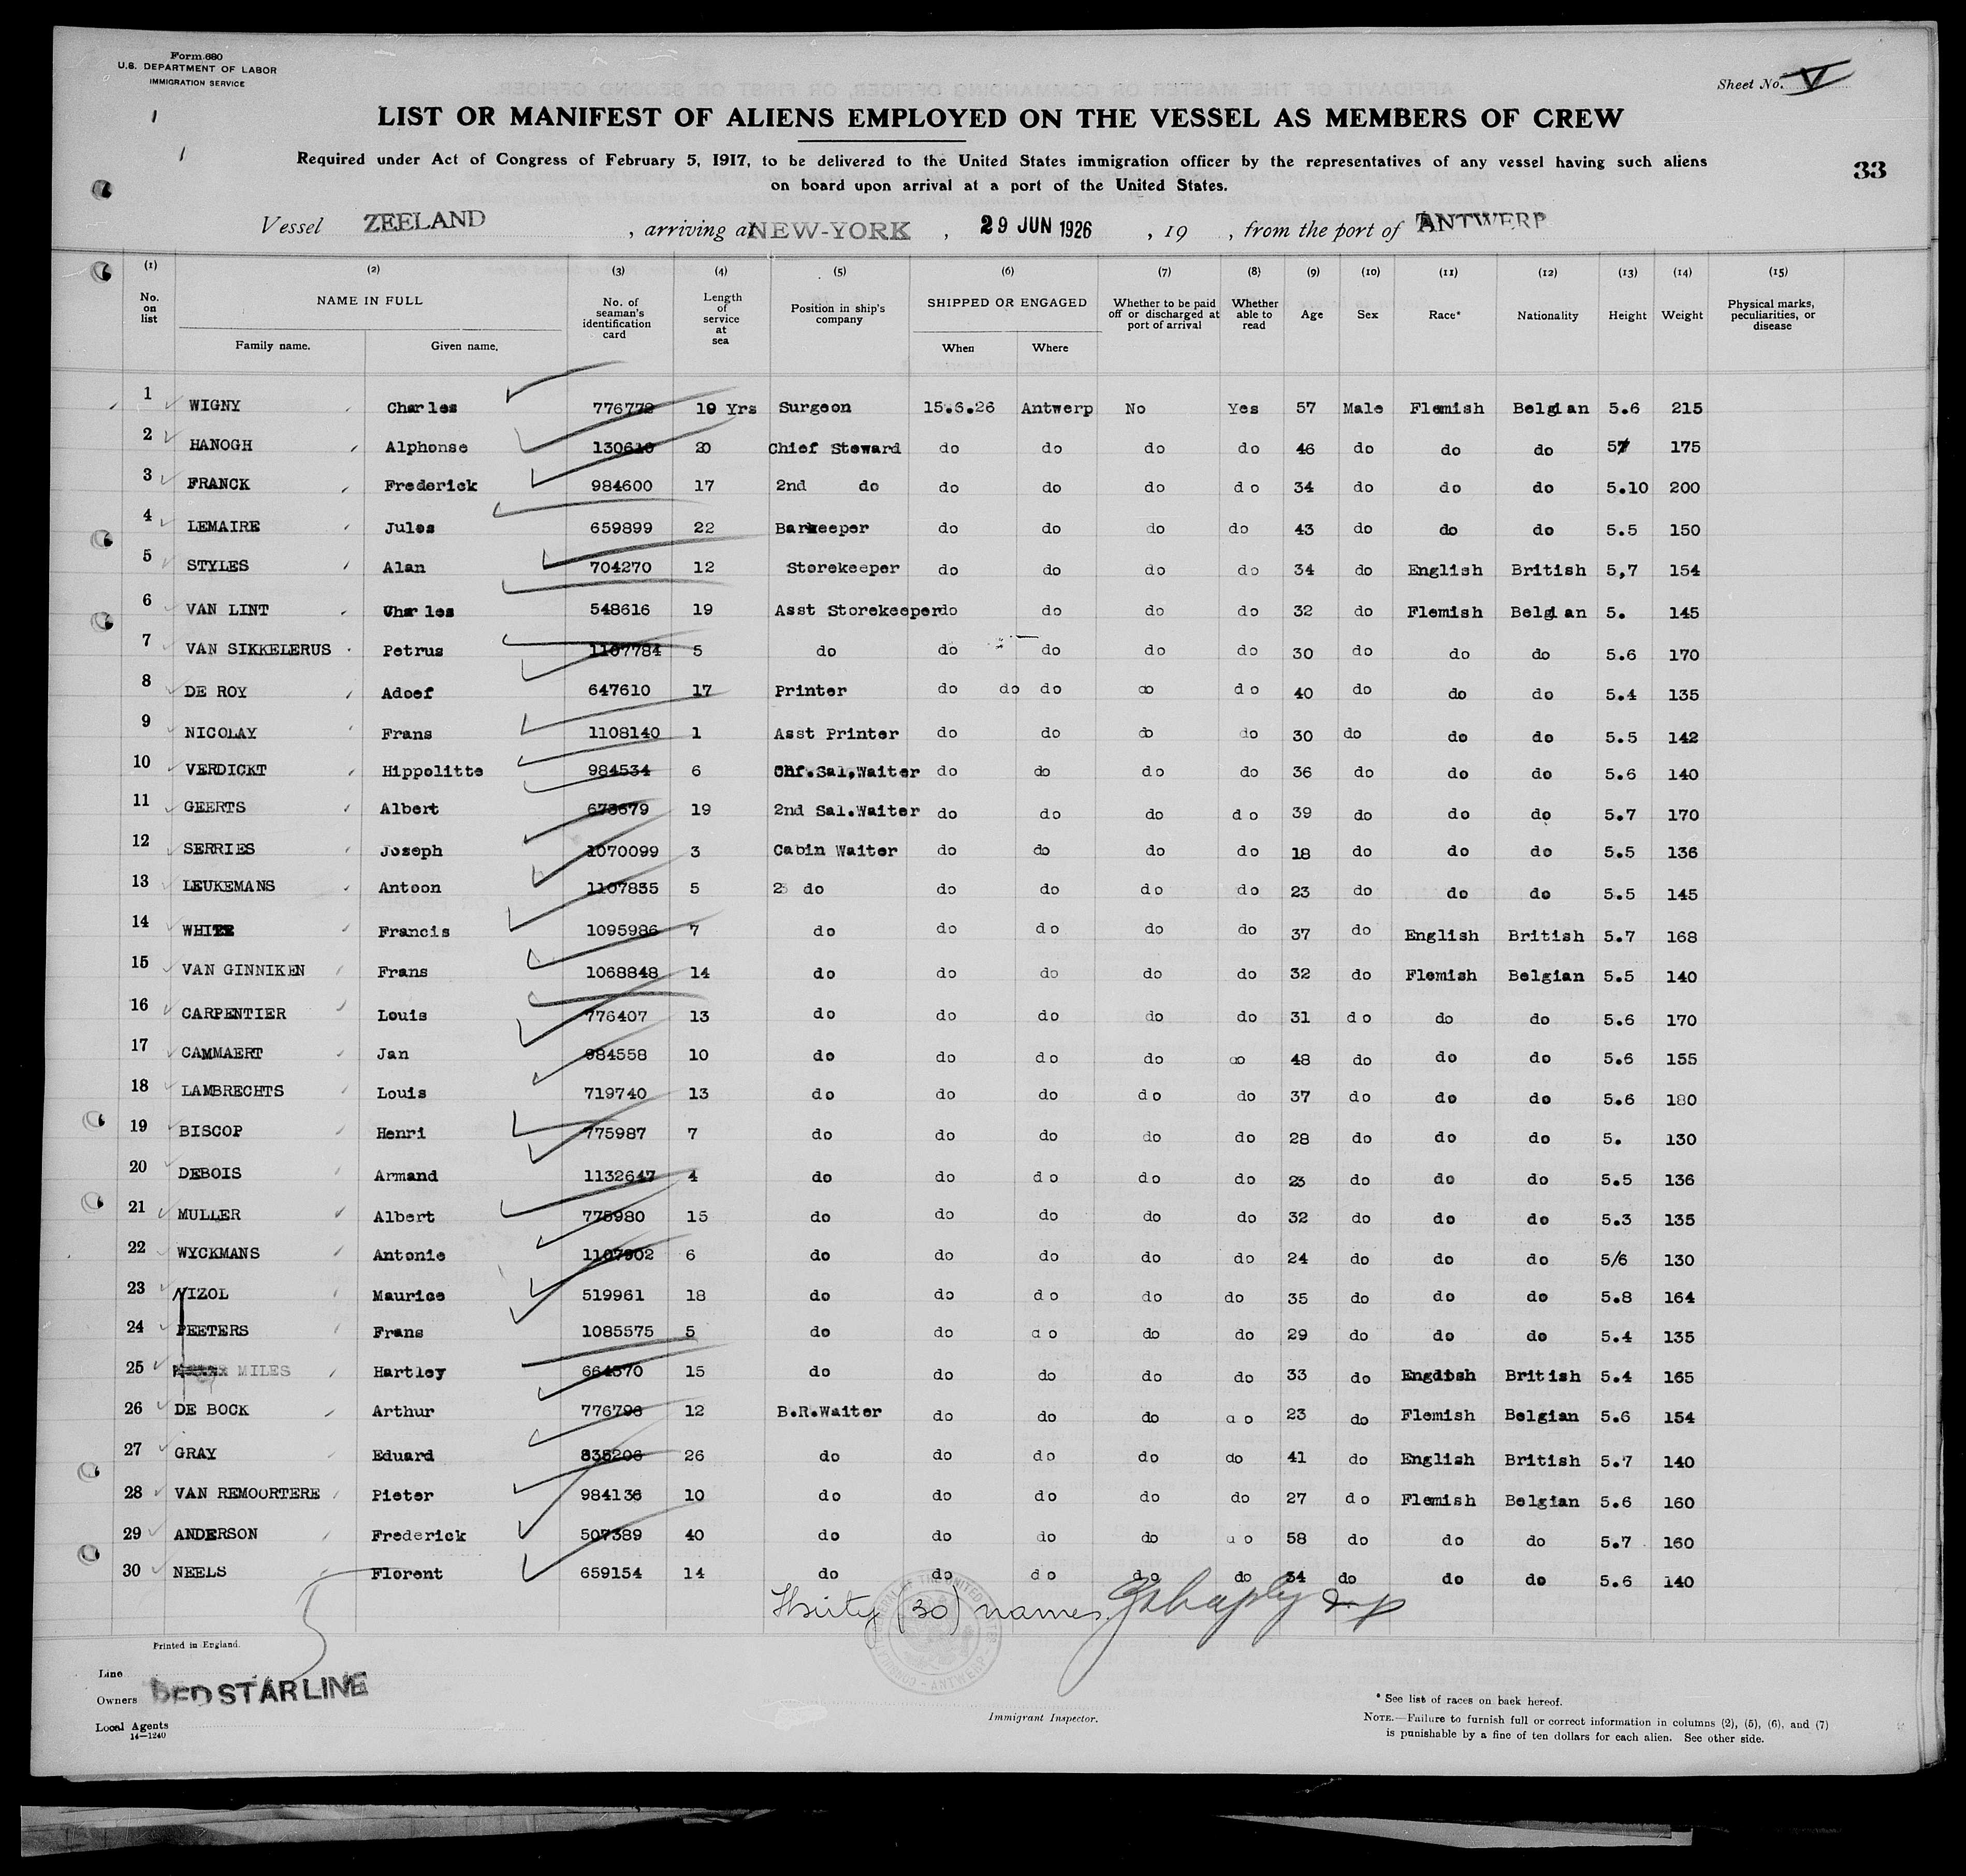 Form 680
U.S. DEPARTMENT OF LABOR
IMMIGRATION SERVICE
Sheet No. V
LIST OR MANIFEST OF ALIENS EMPLOYED ON THE VESSEL AS MEMBERS OF CREW
Required under Act of Congress of February 5, 1917, to be delivered to the United States immigration officer by the representatives of any vessel having such aliens
on board upon arrival at a port of the United States.
33
Vessel ZEELAND, arriving at NEW-YORK, 29 JUN 1926, 19 , from the port of ANTWERP
(1) (2) (3) (4) (5) (6) (7) (8) (9) (10) (11) (12) (13) (14) (15)
No. on list NAME IN FULL Family name. Given name. No. of seaman's identification card Length of service at sea Position in ship's company SHIPPED OR ENGAGED When Where Whether to be paid off or discharged at port of arrival Whether able to read Age Sex Race* Nationality Height Weight Physical marks, peculiarities, or disease
1 WIGNY Charles 776772 19 Yrs Surgeon 15.6.26 Antwerp No Yes 57 Male Flemish Belgian 5.6 215
2 HANOGH Alphonse 130610 20 Chief Steward do do do do 46 do do do 57 175
3 FRANCK Frederick 984600 17 2nd do do do do do 34 do do do 5.10 200
4 LEMAIRE Jules 659899 22 Barkeeper do do do do 43 do do do 5.5 150
5 STYLES Alan 704270 12 Storekeeper do do do do 34 do English British 5,7 154
6 VAN LINT Charles 548616 19 Asst Storekeeper do do do do 32 do Flemish Belgian 5. 145
7 VAN SIKKELERUS Petrus 1107784 5 do do do do do 30 do do do 5.6 170
8 DE ROY Adoef 647610 17 Printer do do do do do 40 do do do 5.4 135
9 NICOLAY Frans 1108140 1 Asst Printer do do do do 30 do do do 5.5 142
10 VERDICKT Hippolitte 984534 6 Chf.Sal.Waiter do do do do 36 do do do 5.6 140
11 GEERTS Albert 673679 19 2nd Sal.Waiter do do do do 39 do do do 5.7 170
12 SERRIES Joseph 1070099 3 Cabin Waiter do do do do 18 do do do 5.5 136
13 LEUKEMANS Antoon 1107835 5 do do do do do 23 do do do 5.5 145
14 WHITE Francis 1095986 7 do do do do do 37 do English British 5.7 168
15 VAN GINNIKEN Frans 1068848 14 do do do do do 32 do Flemish Belgian 5.5 140
16 CARPENTIER Louis 776407 13 do do do do do 31 do do do 5.6 170
17 CAMMAERT Jan 984558 10 do do do do do 48 do do do 5.6 155
18 LAMBRECHTS Louis 719740 13 do do do do do 37 do do do 5.6 180
19 BISCOP Henri 775987 7 do do do do do 28 do do do 5. 130
20 DEBOIS Armand 1132647 4 do do do do do 23 do do do 5.5 136
21 MULLER Albert 775980 15 do do do do do 32 do do do 5.3 135
22 WYCKMANS Antonie 1107902 6 do do do do do 24 do do do 5/6 130
23 NIZOL Maurice 519961 18 do do do do do 35 do do do 5.8 164
24 PEETERS Frans 1085575 5 do do do do do 29 do do do 5.4 135
25 MILES Hartley 664370 15 do do do do do 33 do English British 5.4 165
26 DE BOCK Arthur 776798 12 B.R.Waiter do do do do 23 do Flemish Belgian 5.6 154
27 GRAY Eduard 835206 26 do do do do do 41 do English British 5.7 140
28 VAN REMOORTERE Pieter 984136 10 do do do do do 27 do Flemish Belgian 5.6 160
29 ANDERSON Frederick 507389 40 do do do do do 58 do do do 5.7 160
30 NEELS Florent 659154 14 do do do do do 34 do do do 5.6 140
Thirty (30) names.
Printed in England.
Line
Owners RED STAR LINE
Local Agents
14—1240
Immigrant Inspector.
* See list of races on back hereof.
NOTE.—Failure to furnish full or correct information in columns (2), (5), (6), and (7)
is punishable by a fine of ten dollars for each alien. See other side.